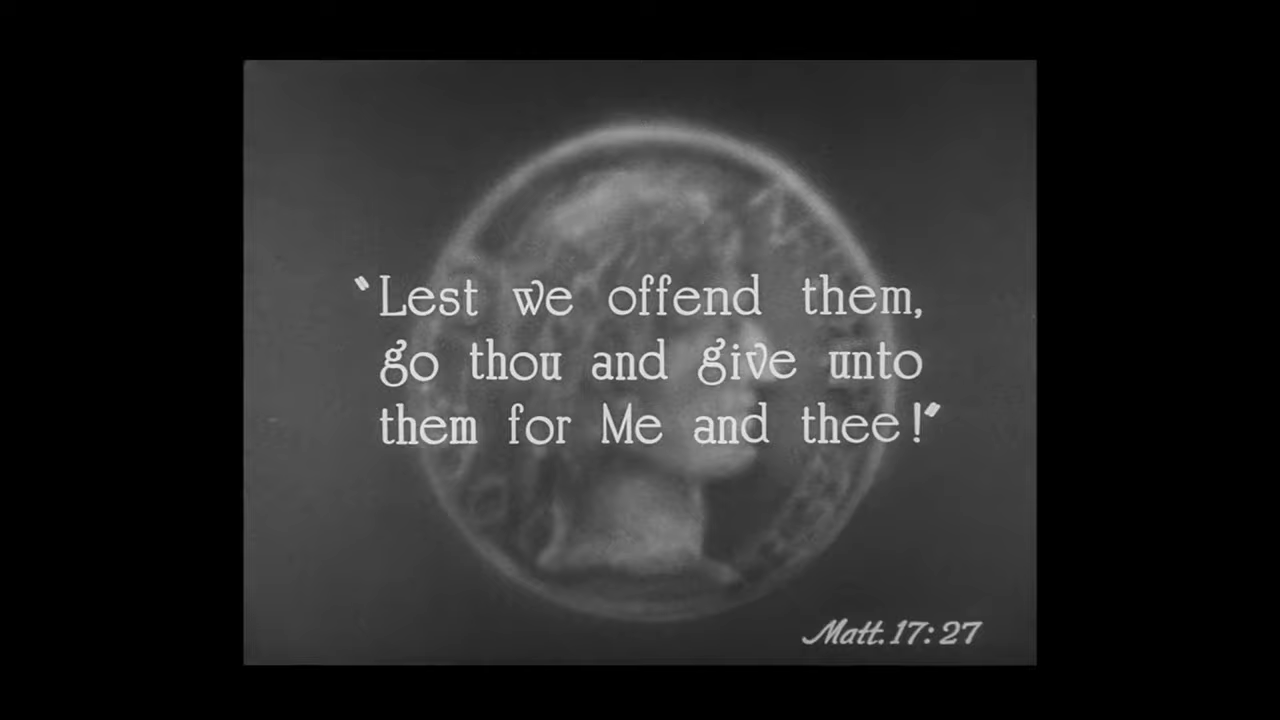 "Lest we offend them,
go thou and give unto
them for Me and thee!"
Matt. 17:27